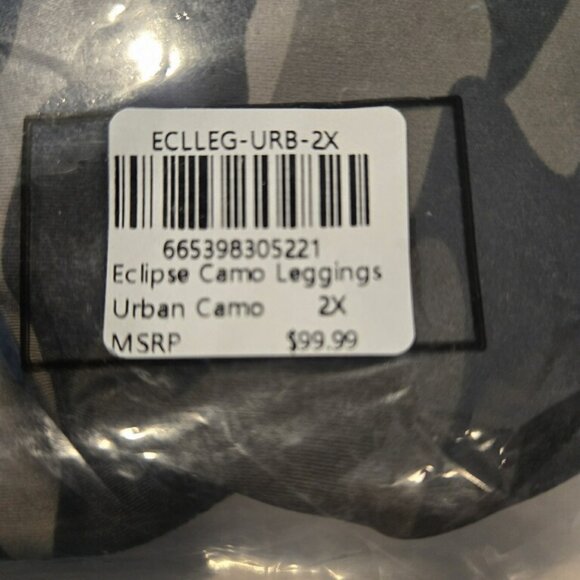 ECLLEG-URB-2X
665398305221
Eclipse Camo Leggings
Urban Camo 2X
MSRP $99.99